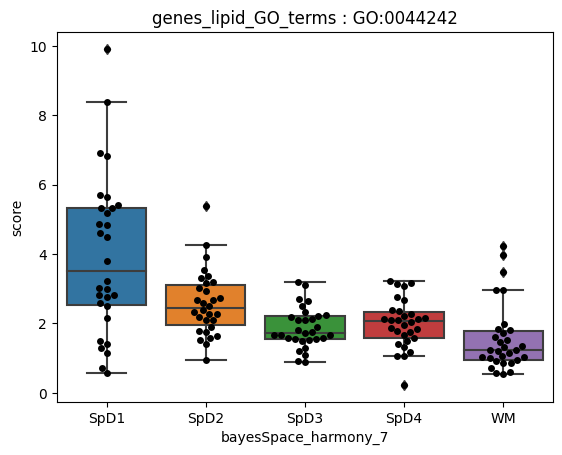 genes_lipid_GO_terms : GO:0044242
10
8
6
4
2
0
score
SpD1 SpD2 SpD3 SpD4 WM
bayesSpace_harmony_7